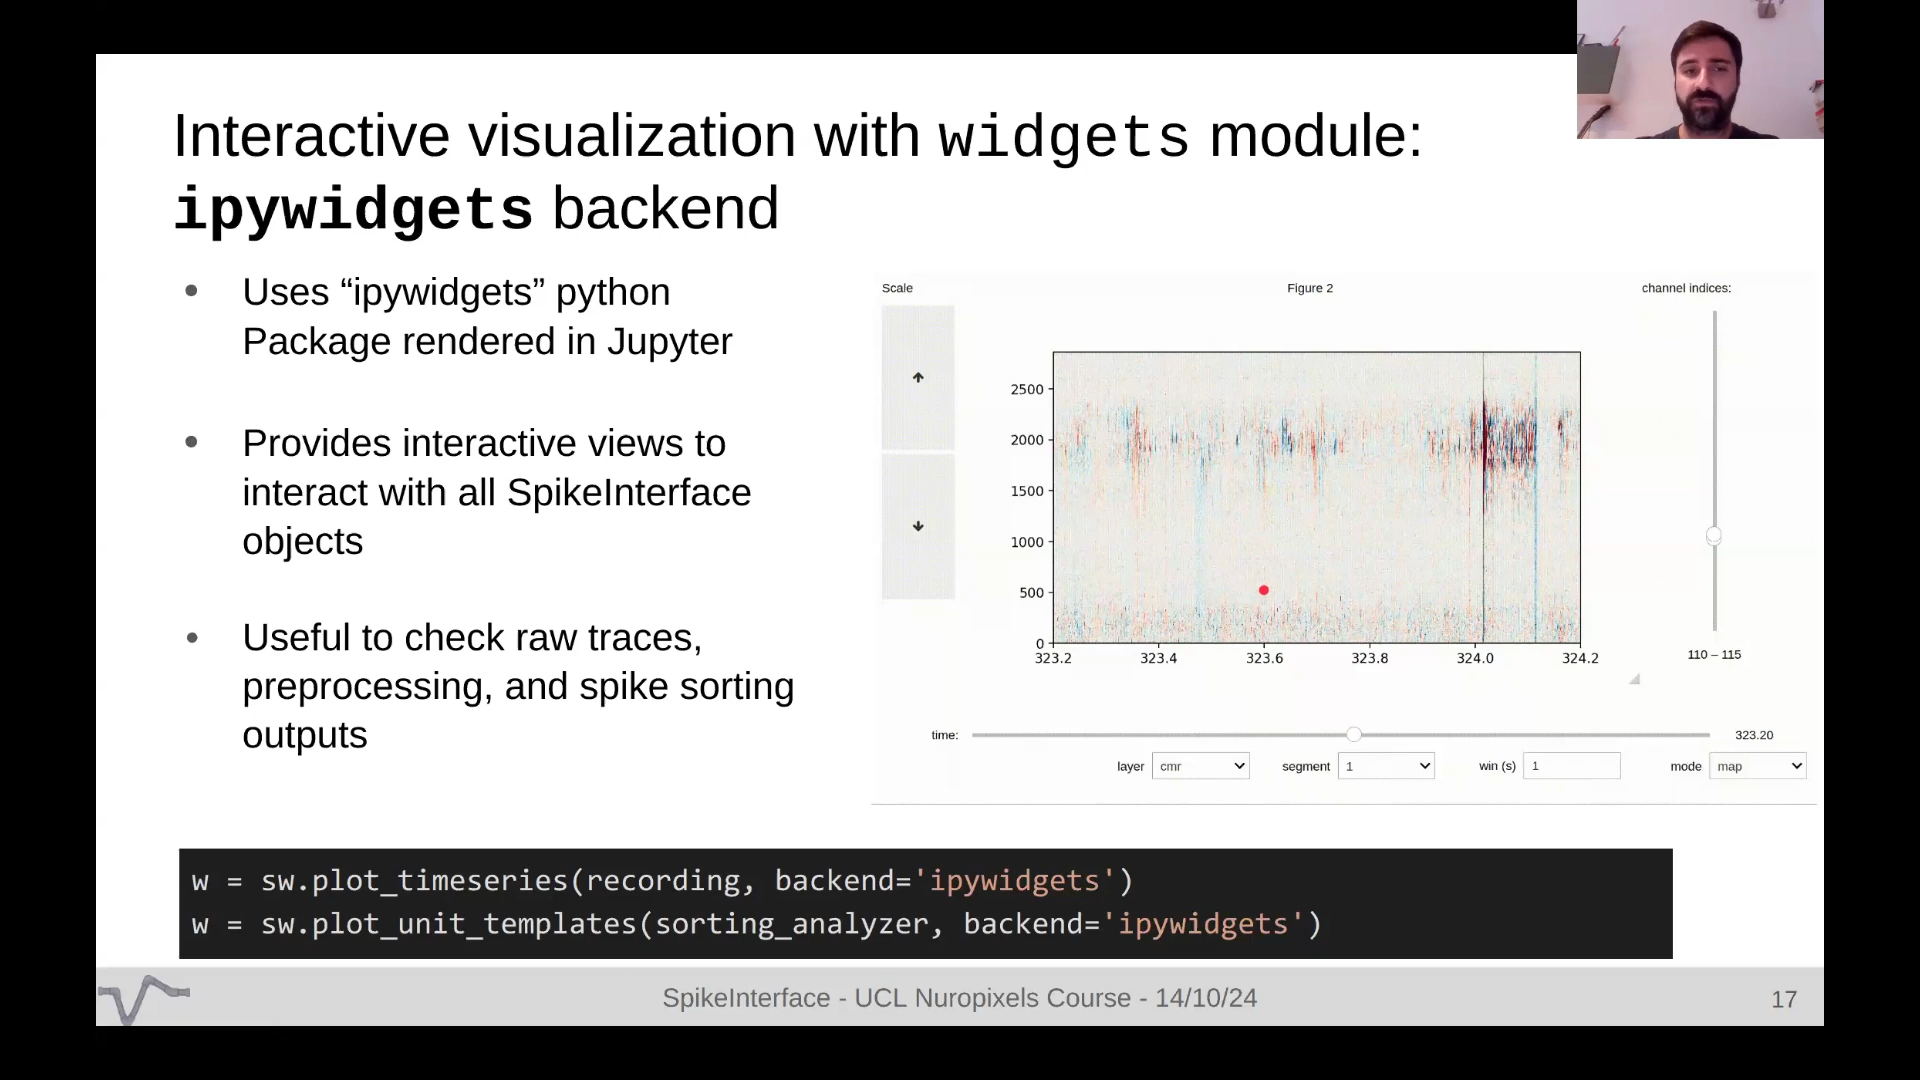 Interactive visualization with widgets module:
ipywidgets backend
• Uses “ipywidgets” python
Package rendered in Jupyter
• Provides interactive views to
interact with all SpikeInterface
objects
• Useful to check raw traces,
preprocessing, and spike sorting
outputs
Scale
Figure 2
channel indices:
2500
2000
1500
1000
500
0
323.2 323.4 323.6 323.8 324.0 324.2
110 – 115
time: 323.20
layer cmr segment 1 win (s) 1 mode map
w = sw.plot_timeseries(recording, backend='ipywidgets')
w = sw.plot_unit_templates(sorting_analyzer, backend='ipywidgets')
SpikeInterface - UCL Nuropixels Course - 14/10/24
17